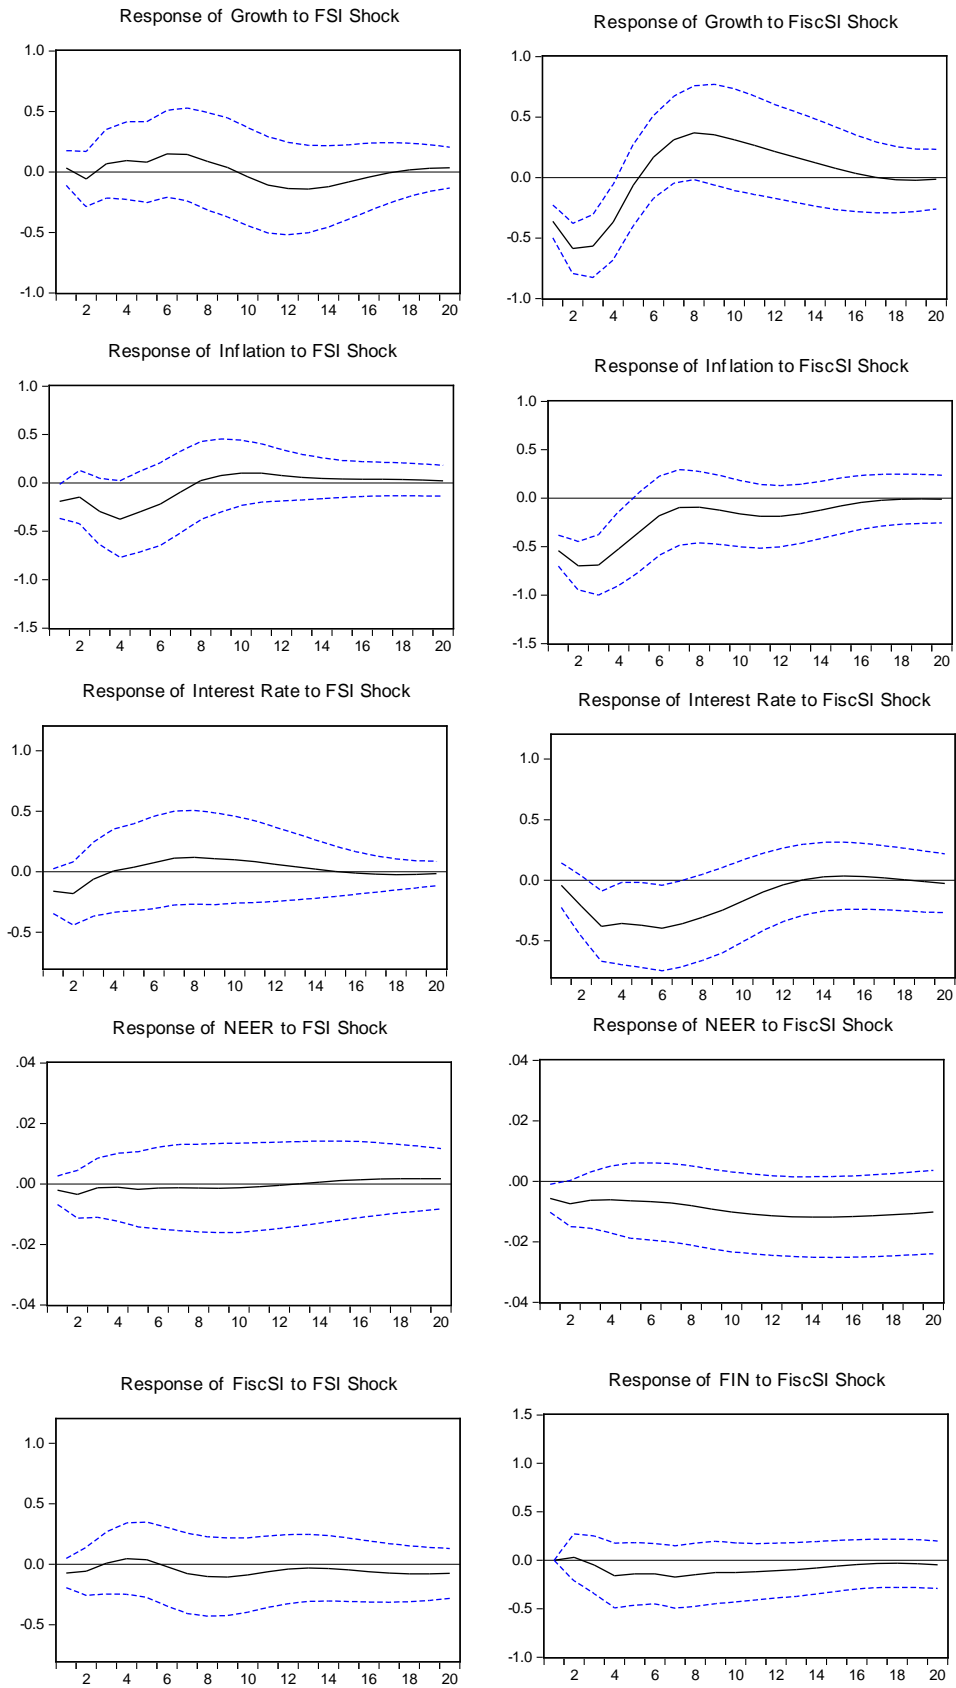 Response of Growth to FSI Shock
1.0
0.5
0.0
-0.5
-1.0
2 4 6 8 10 12 14 16 18 20
Response of Growth to FiscSI Shock
1.0
0.5
0.0
-0.5
-1.0
2 4 6 8 10 12 14 16 18 20
Response of Inflation to FSI Shock
1.0
0.5
0.0
-0.5
-1.0
-1.5
2 4 6 8 10 12 14 16 18 20
Response of Inflation to FiscSI Shock
1.0
0.5
0.0
-0.5
-1.0
-1.5
2 4 6 8 10 12 14 16 18 20
Response of Interest Rate to FSI Shock
1.0
0.5
0.0
-0.5
2 4 6 8 10 12 14 16 18 20
Response of Interest Rate to FiscSI Shock
1.0
0.5
0.0
-0.5
2 4 6 8 10 12 14 16 18 20
Response of NEER to FSI Shock
.04
.02
.00
-.02
-.04
2 4 6 8 10 12 14 16 18 20
Response of NEER to FiscSI Shock
.04
.02
.00
-.02
-.04
2 4 6 8 10 12 14 16 18 20
Response of FiscSI to FSI Shock
1.0
0.5
0.0
-0.5
2 4 6 8 10 12 14 16 18 20
Response of FIN to FiscSI Shock
1.5
1.0
0.5
0.0
-0.5
-1.0
2 4 6 8 10 12 14 16 18 20